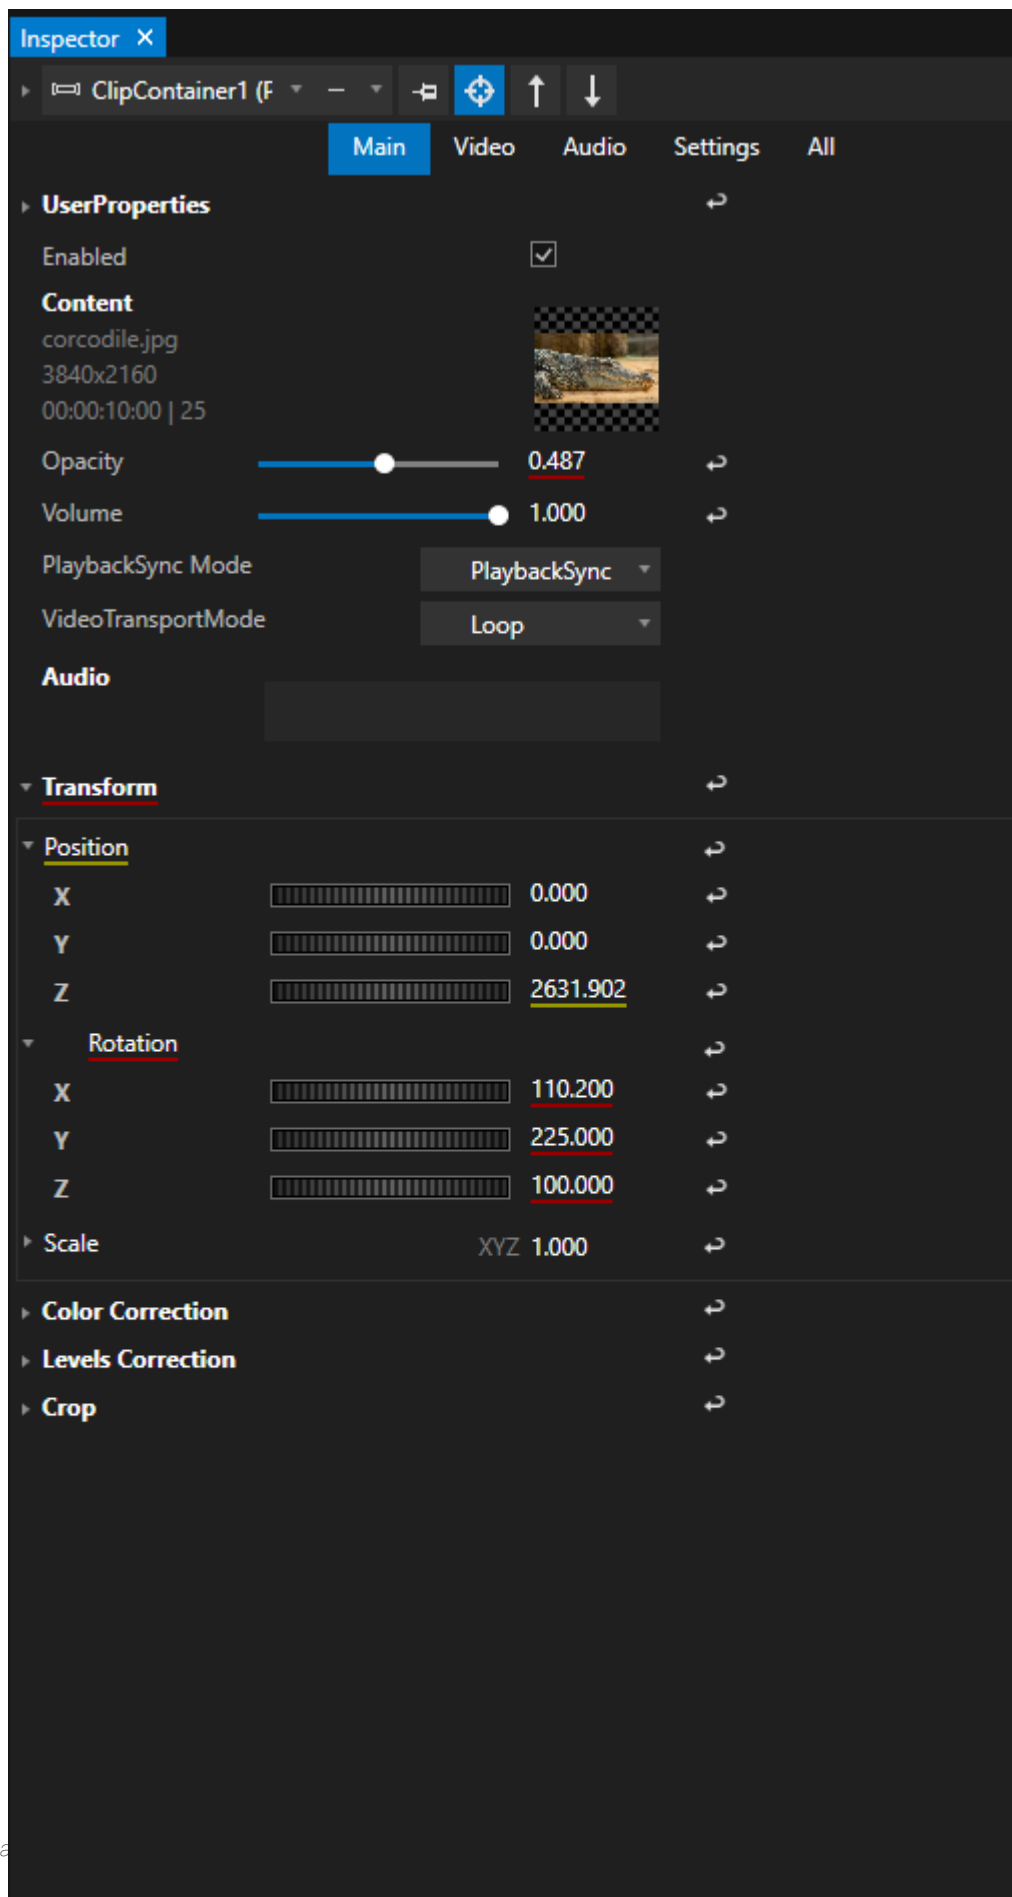 Inspector
ClipContainer1 (F
Main Video Audio Settings All
UserProperties
Enabled
Content
corcodile.jpg
3840x2160
00:00:10:00 | 25
Opacity 0.487
Volume 1.000
PlaybackSync Mode PlaybackSync
VideoTransportMode Loop
Audio
Transform
Position
X 0.000
Y 0.000
Z 2631.902
Rotation
X 110.200
Y 225.000
Z 100.000
Scale XYZ 1.000
Color Correction
Levels Correction
Crop